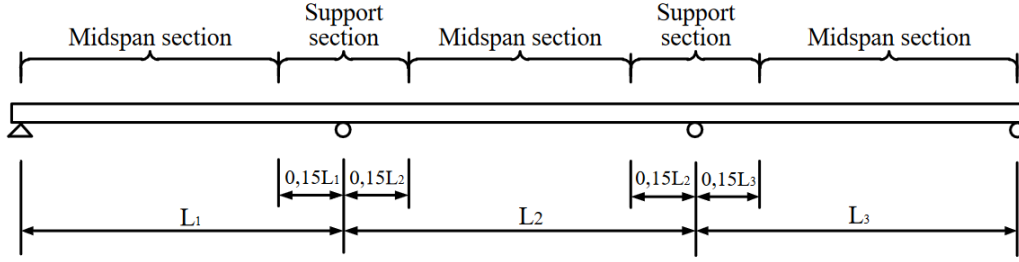 Support
section
Support
section
Midspan section
Midspan section
Midspan section
0,15L1
0,15L2
0,15L2
0,15L3
L1
L2
L3